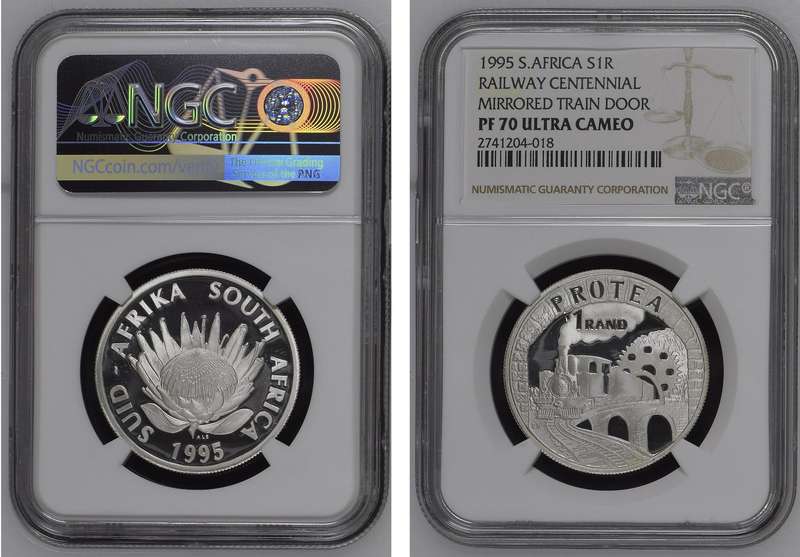 NGC
Numismatic Guaranty Corporation
NGCcoin.com/verify
The Official Grading
Service of the PNG
SUID - AFRIKA SOUTH AFRICA
ALS
1995
1995 S.AFRICA S1R
RAILWAY CENTENNIAL
MIRRORED TRAIN DOOR
PF 70 ULTRA CAMEO
2741204-018
NUMISMATIC GUARANTY CORPORATION
NGC
PROTEA
1 RAND